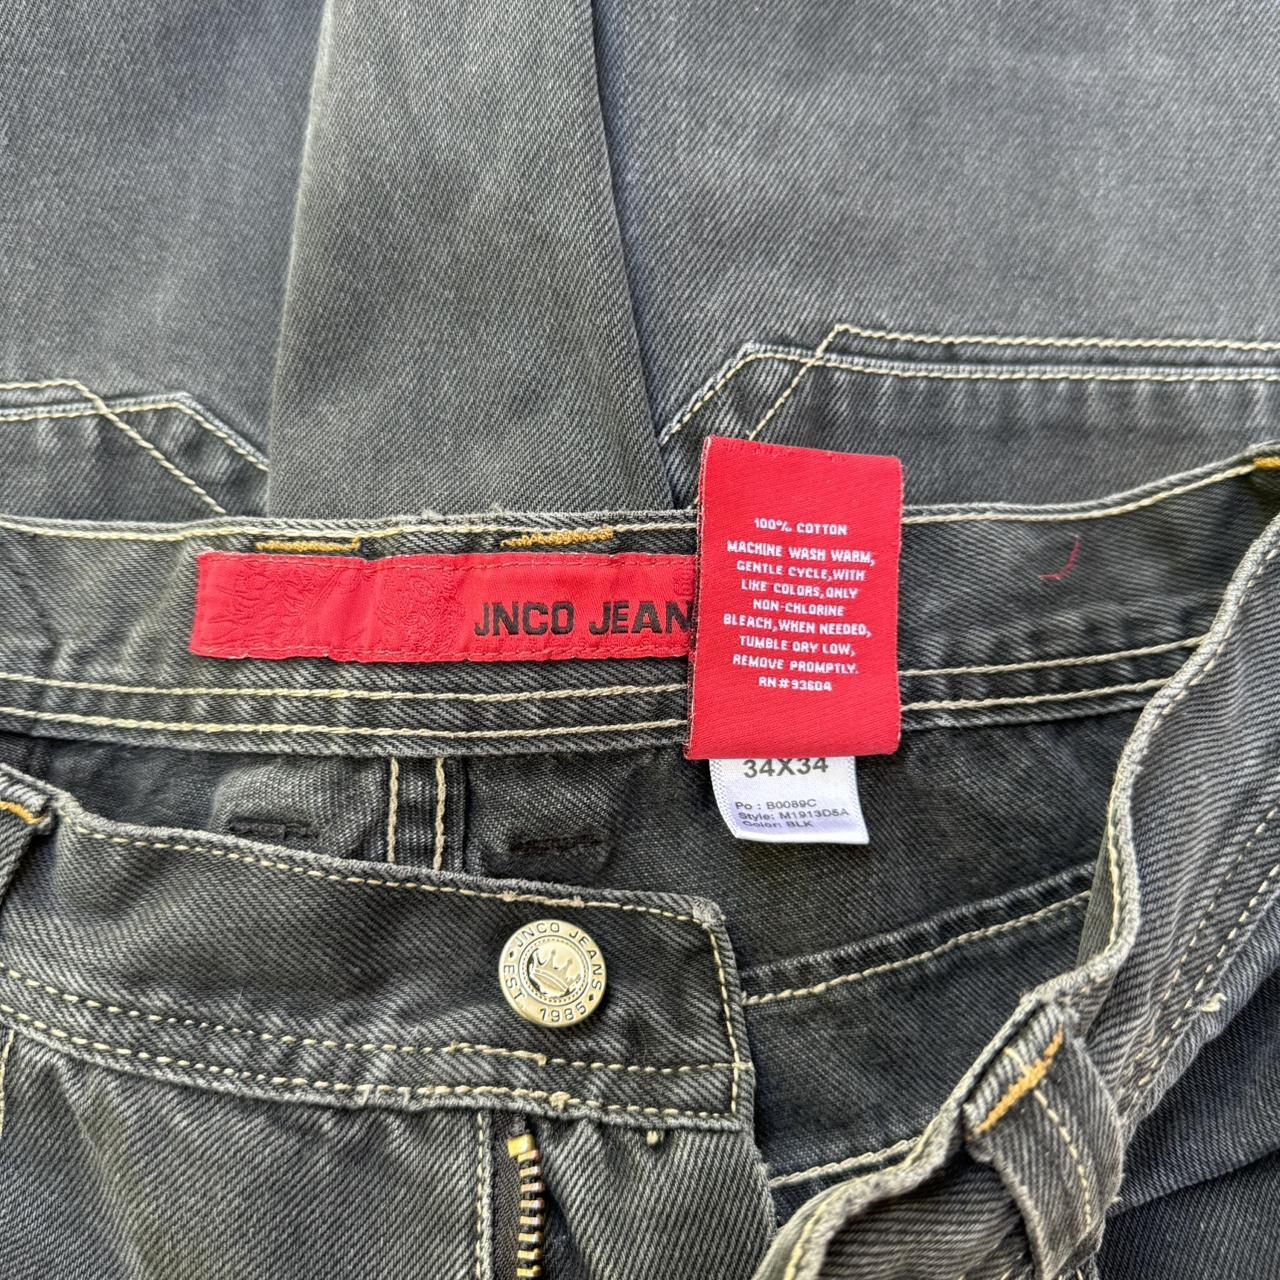 100% COTTON
MACHINE WASH WARM,
GENTLE CYCLE,WITH
LIKE COLORS,ONLY
NON-CHLORINE
BLEACH,WHEN NEEDED,
TUMBLE DRY LOW,
REMOVE PROMPTLY.
RN#93604
JNCO JEAN
34X34
Po : B0089C
Style: M1913D5A
Color: BLK
JNCO JEANS
EST. 1985